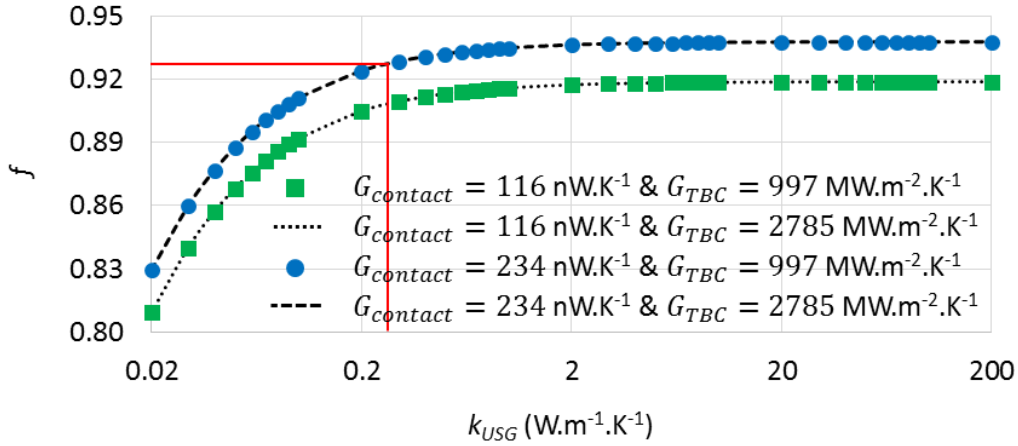 0.95
0.92
0.89
0.86
0.83
0.80
f
G_contact = 116 nW.K⁻¹ & G_TBC = 997 MW.m⁻².K⁻¹
G_contact = 116 nW.K⁻¹ & G_TBC = 2785 MW.m⁻².K⁻¹
G_contact = 234 nW.K⁻¹ & G_TBC = 997 MW.m⁻².K⁻¹
G_contact = 234 nW.K⁻¹ & G_TBC = 2785 MW.m⁻².K⁻¹
0.02 0.2 2 20 200
k_USG (W.m⁻¹.K⁻¹)